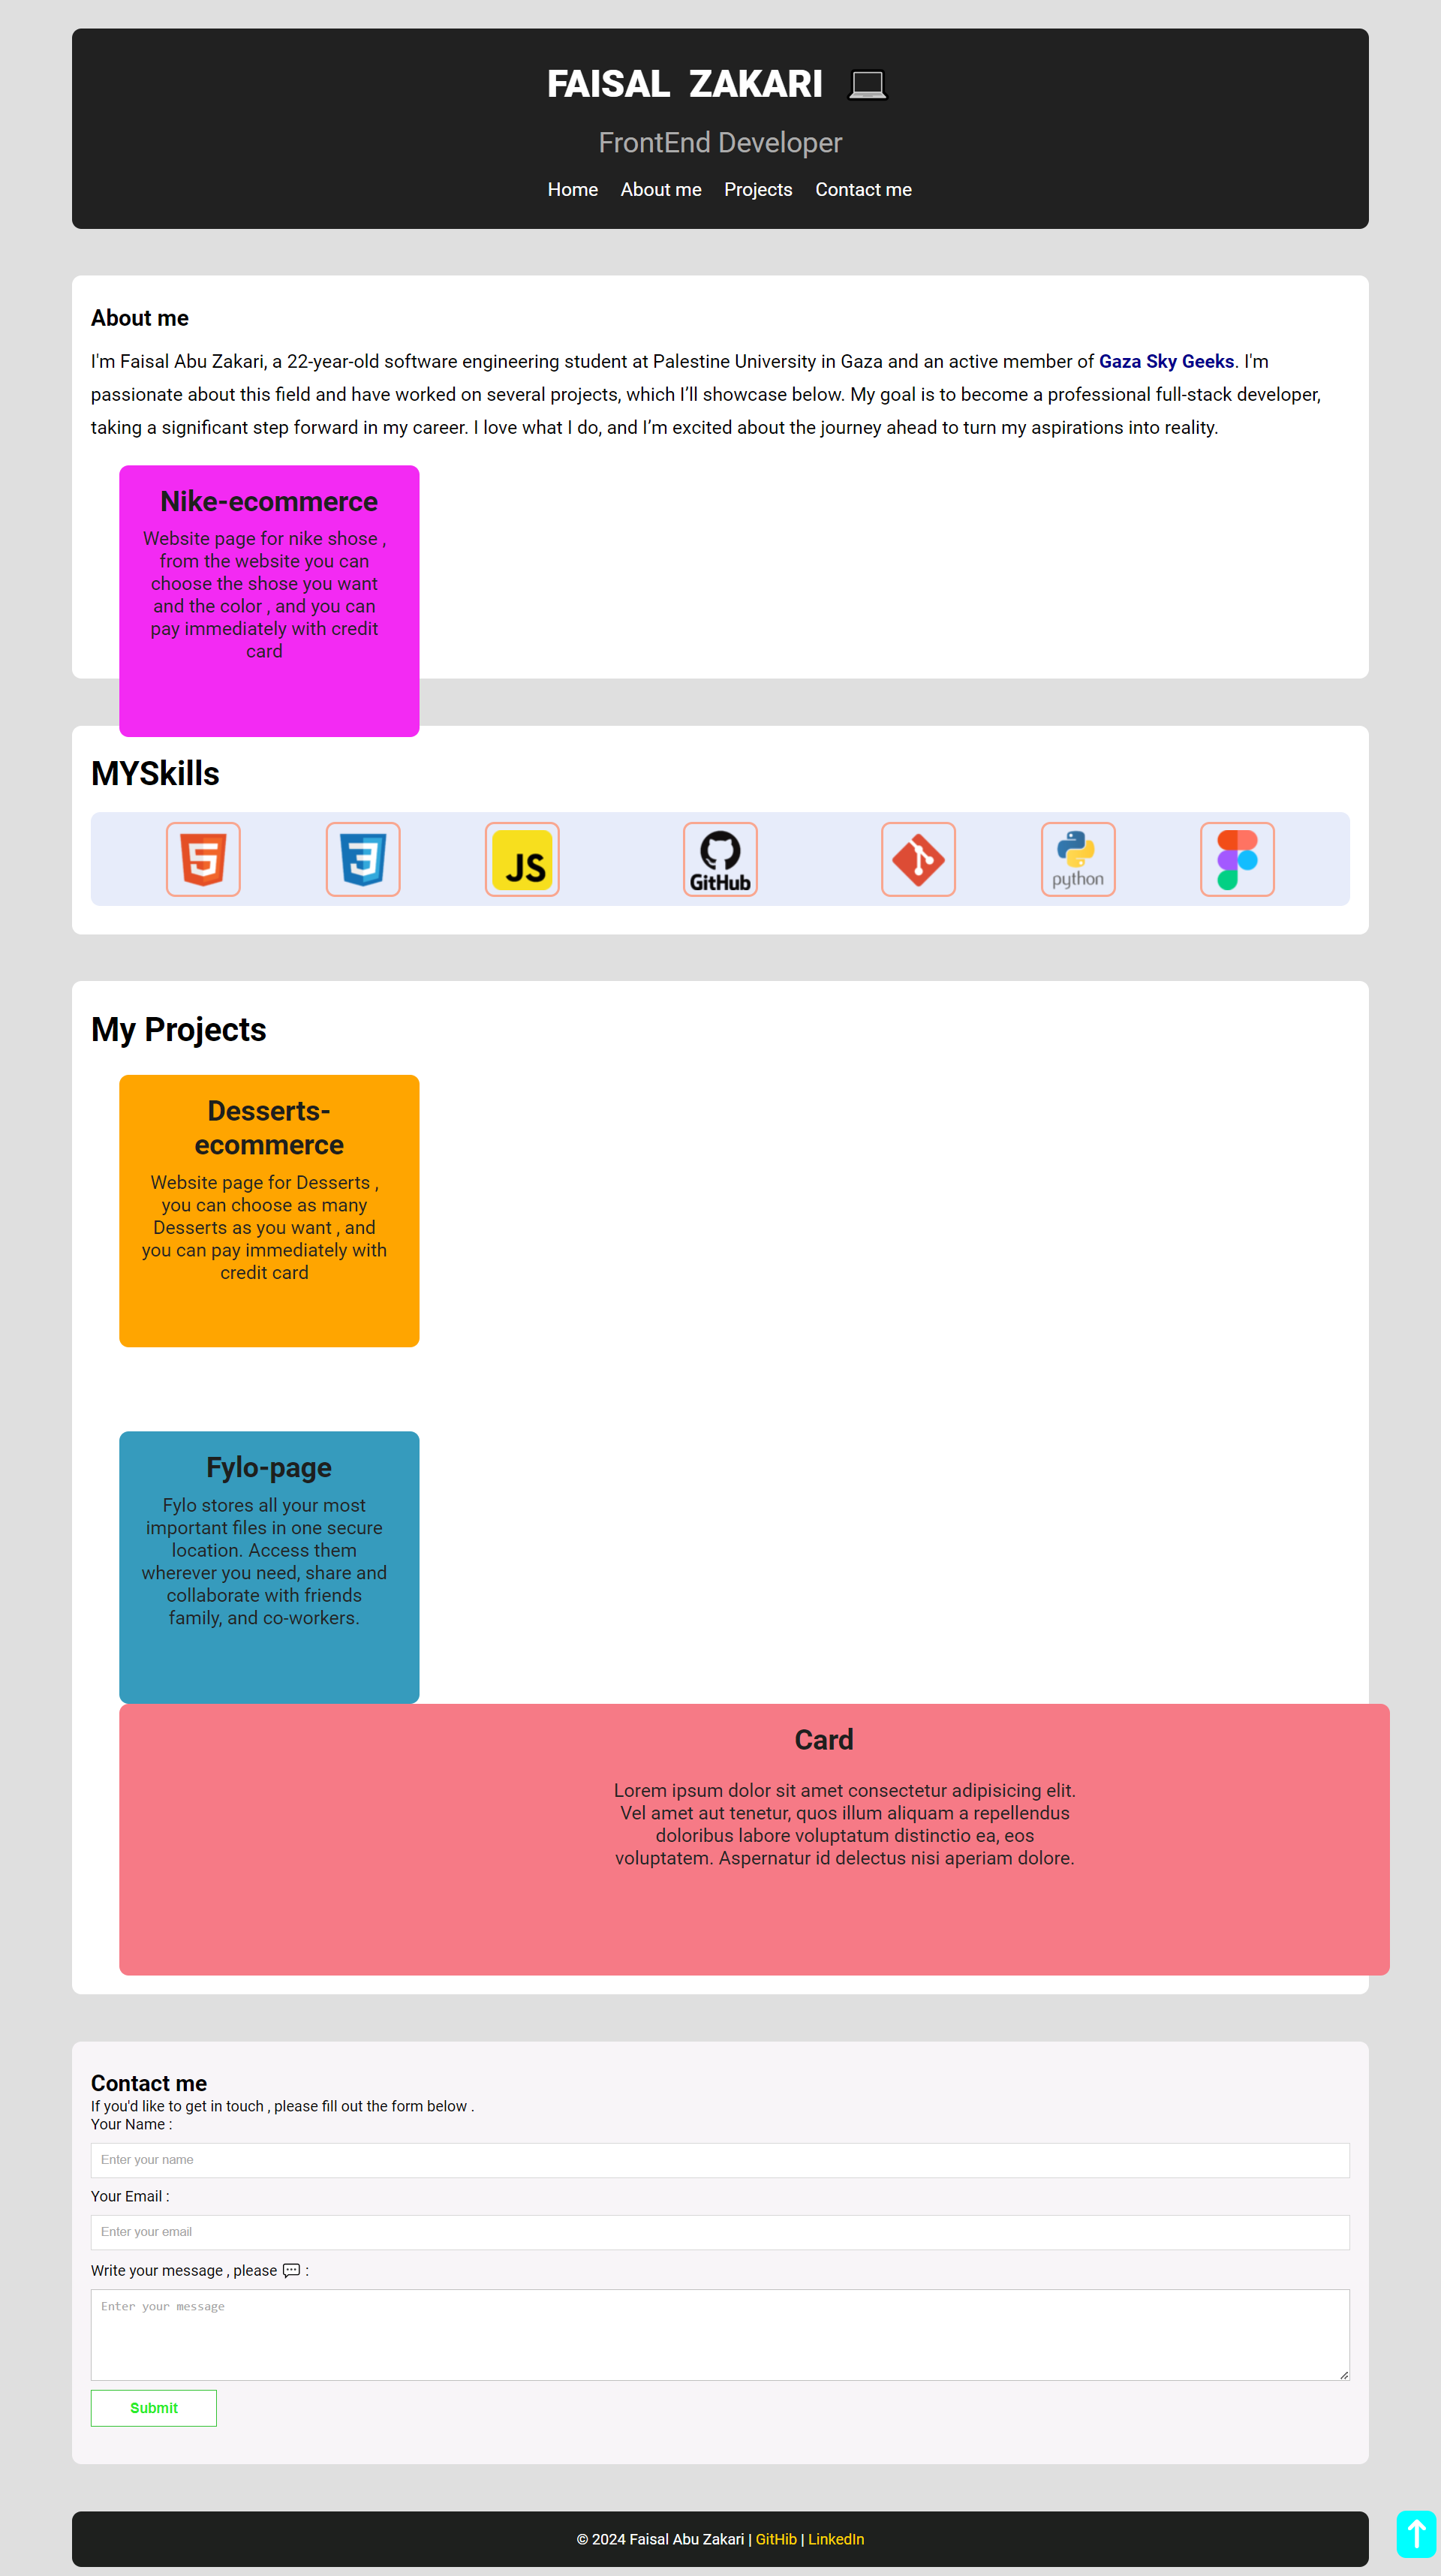 FAISAL ZAKARI
FrontEnd Developer
Home About me Projects Contact me
About me
I'm Faisal Abu Zakari, a 22-year-old software engineering student at Palestine University in Gaza and an active member of Gaza Sky Geeks. I'm
passionate about this field and have worked on several projects, which I’ll showcase below. My goal is to become a professional full-stack developer,
taking a significant step forward in my career. I love what I do, and I’m excited about the journey ahead to turn my aspirations into reality.
Nike-ecommerce
Website page for nike shose ,
from the website you can
choose the shose you want
and the color , and you can
pay immediately with credit
card
MYSkills
JS
GitHub
python
My Projects
Desserts-
ecommerce
Website page for Desserts ,
you can choose as many
Desserts as you want , and
you can pay immediately with
credit card
Fylo-page
Fylo stores all your most
important files in one secure
location. Access them
wherever you need, share and
collaborate with friends
family, and co-workers.
Card
Lorem ipsum dolor sit amet consectetur adipisicing elit.
Vel amet aut tenetur, quos illum aliquam a repellendus
doloribus labore voluptatum distinctio ea, eos
voluptatem. Aspernatur id delectus nisi aperiam dolore.
Contact me
If you'd like to get in touch , please fill out the form below .
Your Name :
Enter your name
Your Email :
Enter your email
Write your message , please 💬 :
Enter your message
Submit
© 2024 Faisal Abu Zakari | GitHib | LinkedIn